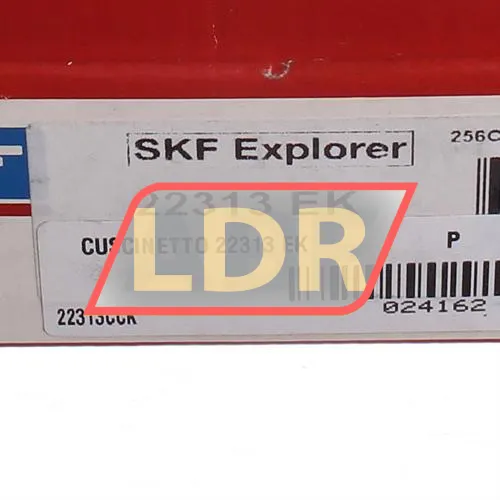 SKF Explorer
256C
22313 EK
CUSCINETTO 22313 EK
P
LDR
024162
22313CCK